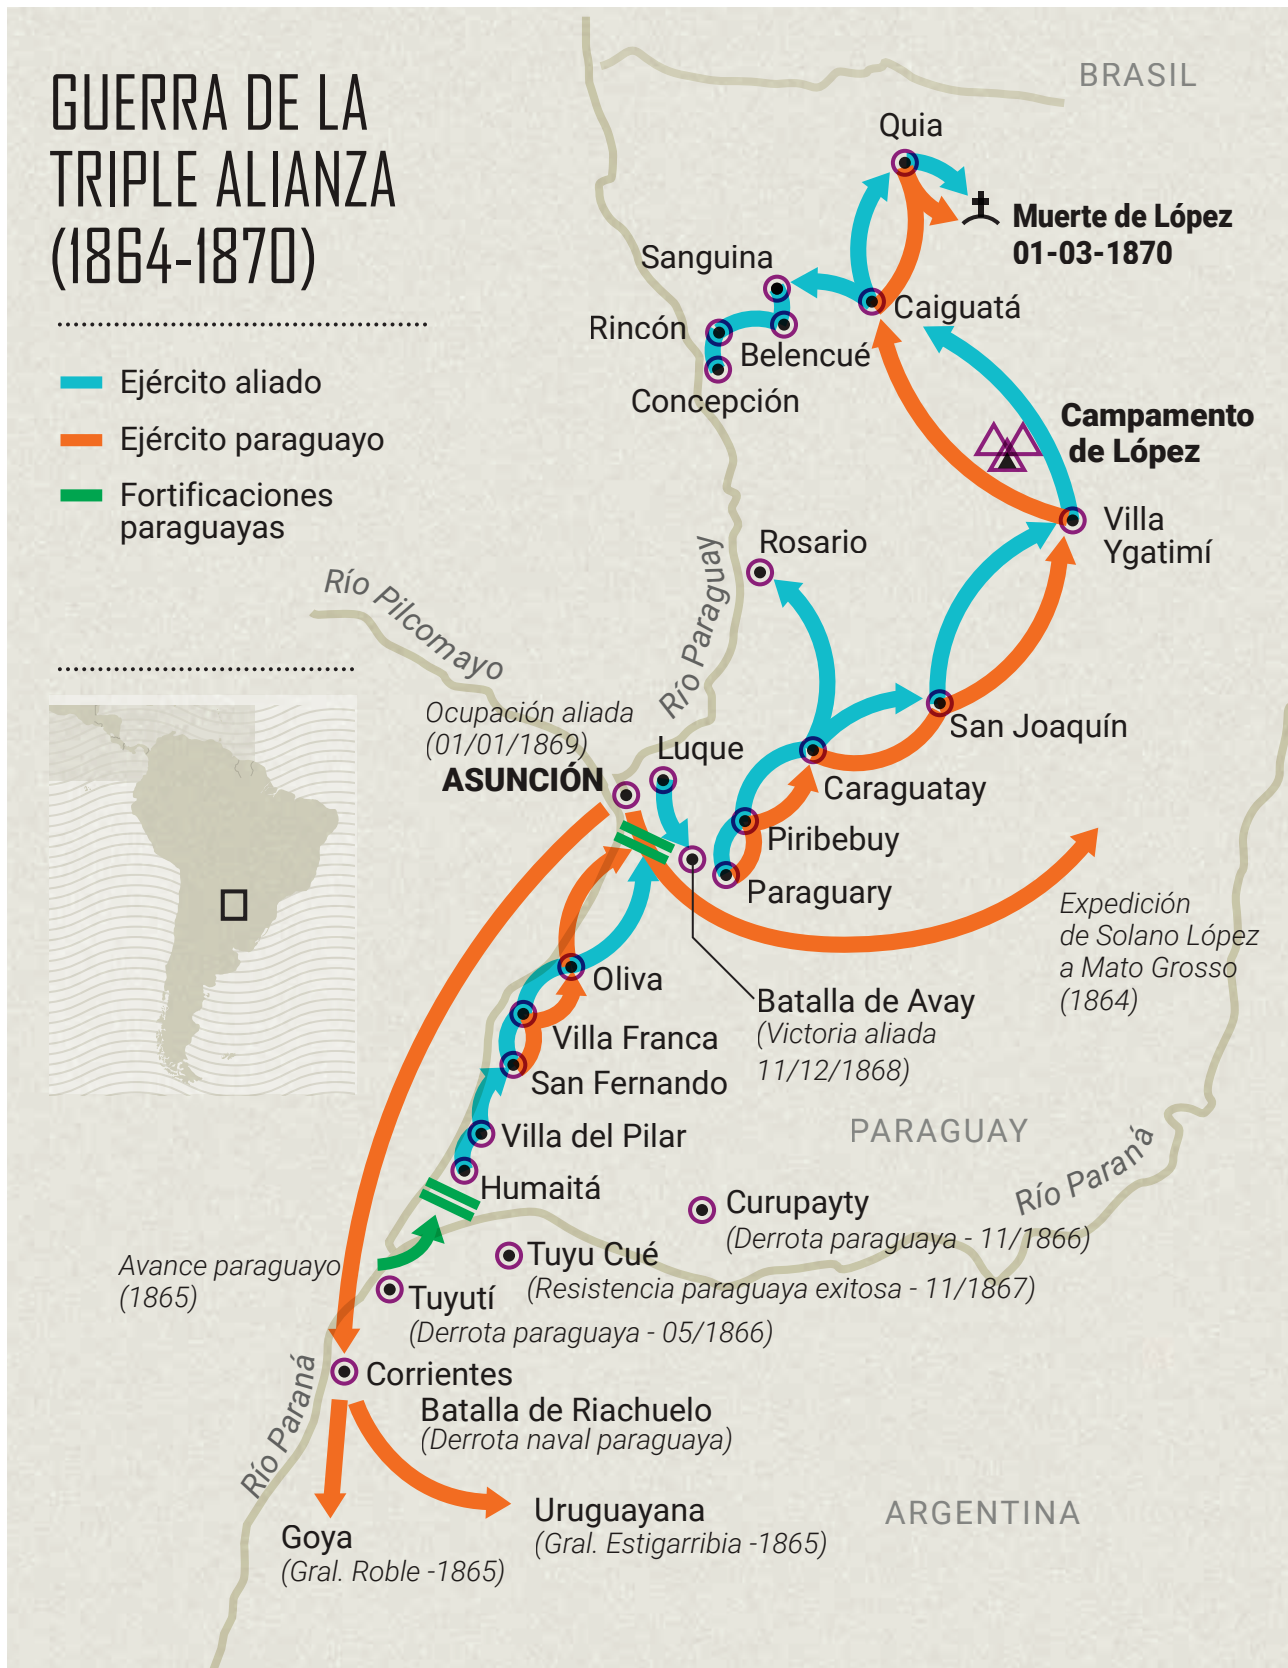 GUERRA DE LA
TRIPLE ALIANZA
(1864-1870)
Ejército aliado
Ejército paraguayo
Fortificaciones
paraguayas
BRASIL
Quia
Muerte de López
01-03-1870
Sanguina
Caiguatá
Rincón
Belencué
Concepción
Campamento
de López
Villa
Ygatimí
Rosario
Río Paraguay
Río Pilcomayo
Ocupación aliada
(01/01/1869)
ASUNCIÓN
Luque
San Joaquín
Caraguatay
Piribebuy
Paraguary
Expedición
de Solano López
a Mato Grosso
(1864)
Oliva
Batalla de Avay
(Victoria aliada
11/12/1868)
Villa Franca
San Fernando
PARAGUAY
Villa del Pilar
Río Paraná
Humaitá
Curupayty
(Derrota paraguaya - 11/1866)
Tuyu Cué
(Resistencia paraguaya exitosa - 11/1867)
Avance paraguayo
(1865)
Tuyutí
(Derrota paraguaya - 05/1866)
Corrientes
Batalla de Riachuelo
(Derrota naval paraguaya)
Río Paraná
Uruguayana
(Gral. Estigarribia -1865)
ARGENTINA
Goya
(Gral. Roble -1865)